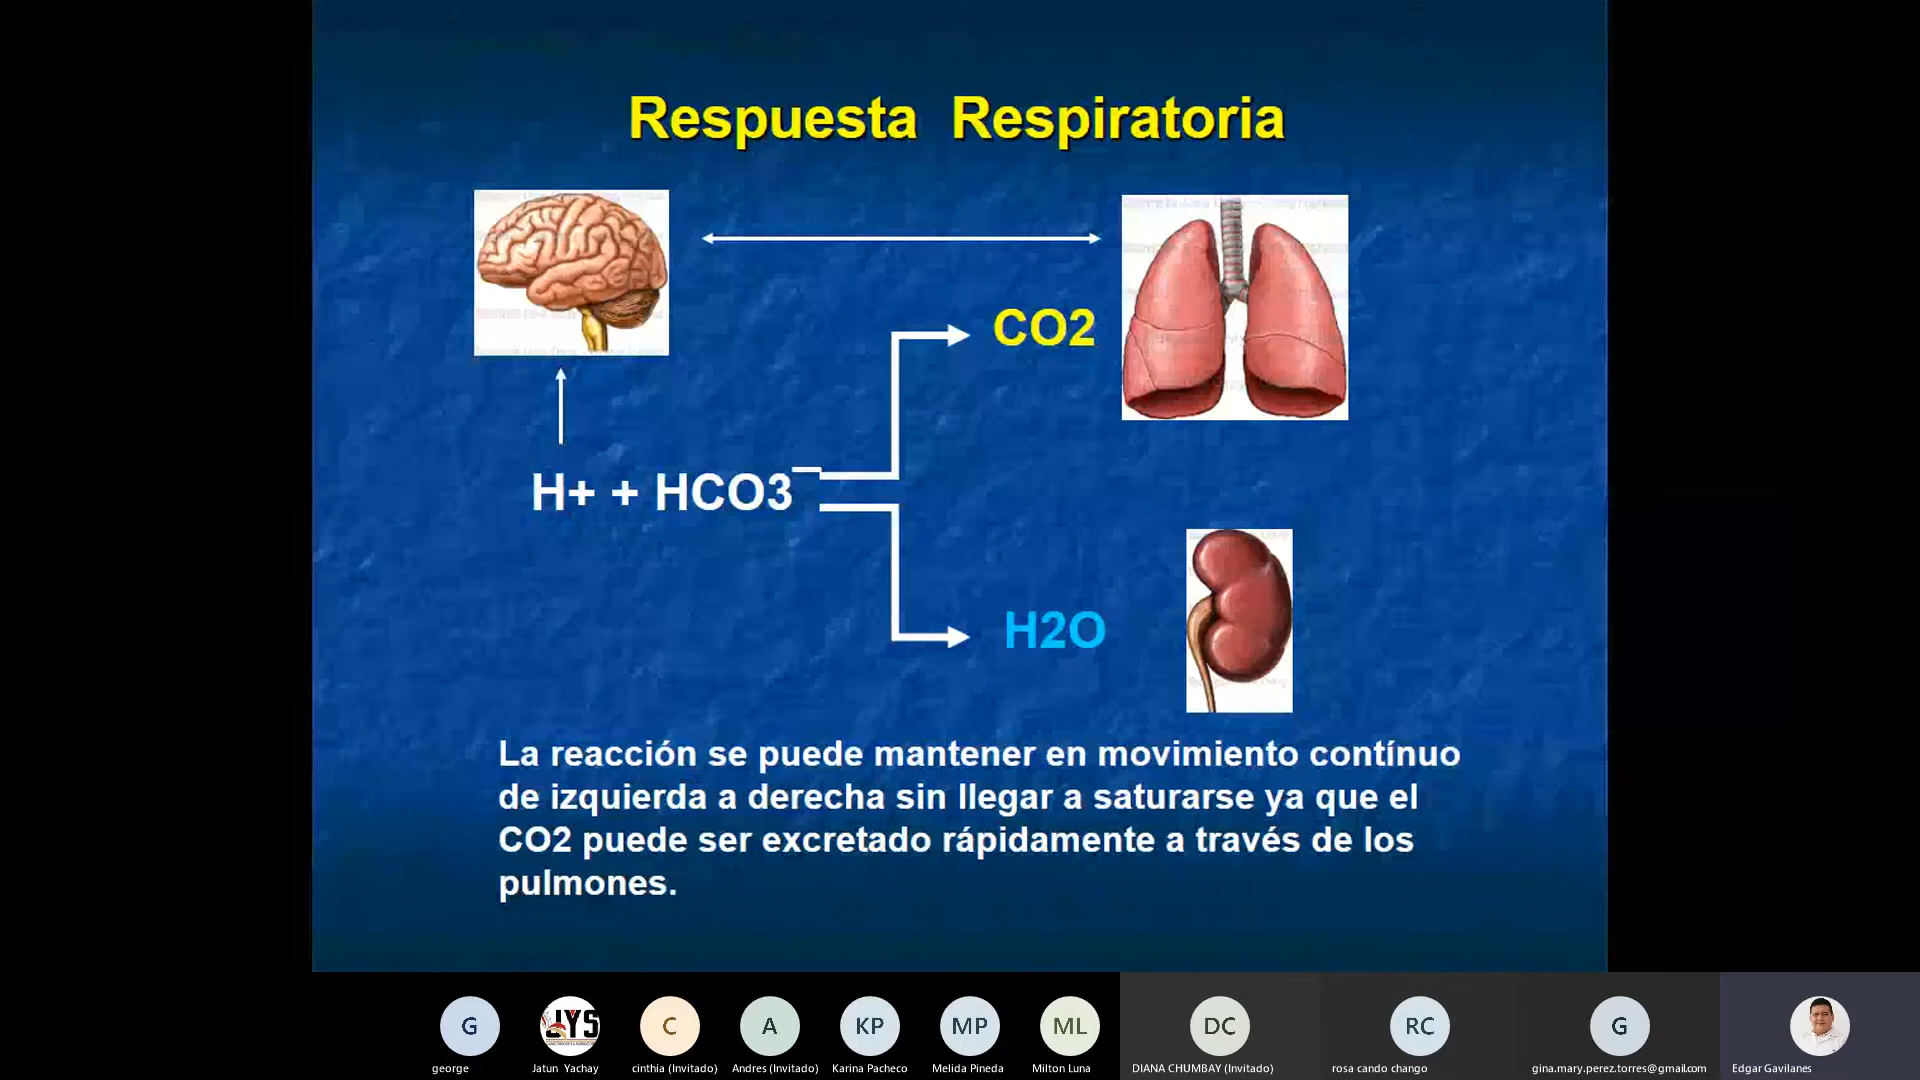 Respuesta Respiratoria
CO2
H+ + HCO3¯
H2O
La reacción se puede mantener en movimiento contínuo
de izquierda a derecha sin llegar a saturarse ya que el
CO2 puede ser excretado rápidamente a través de los
pulmones.
G
JYS
C
A
KP
MP
ML
DC
RC
G
george
Jatun Yachay
cinthia (Invitado)
Andres (Invitado)
Karina Pacheco
Melida Pineda
Milton Luna
DIANA CHUMBAY (Invitado)
rosa cando chango
gina.mary.perez.torres@gmail.com
Edgar Gavilanes